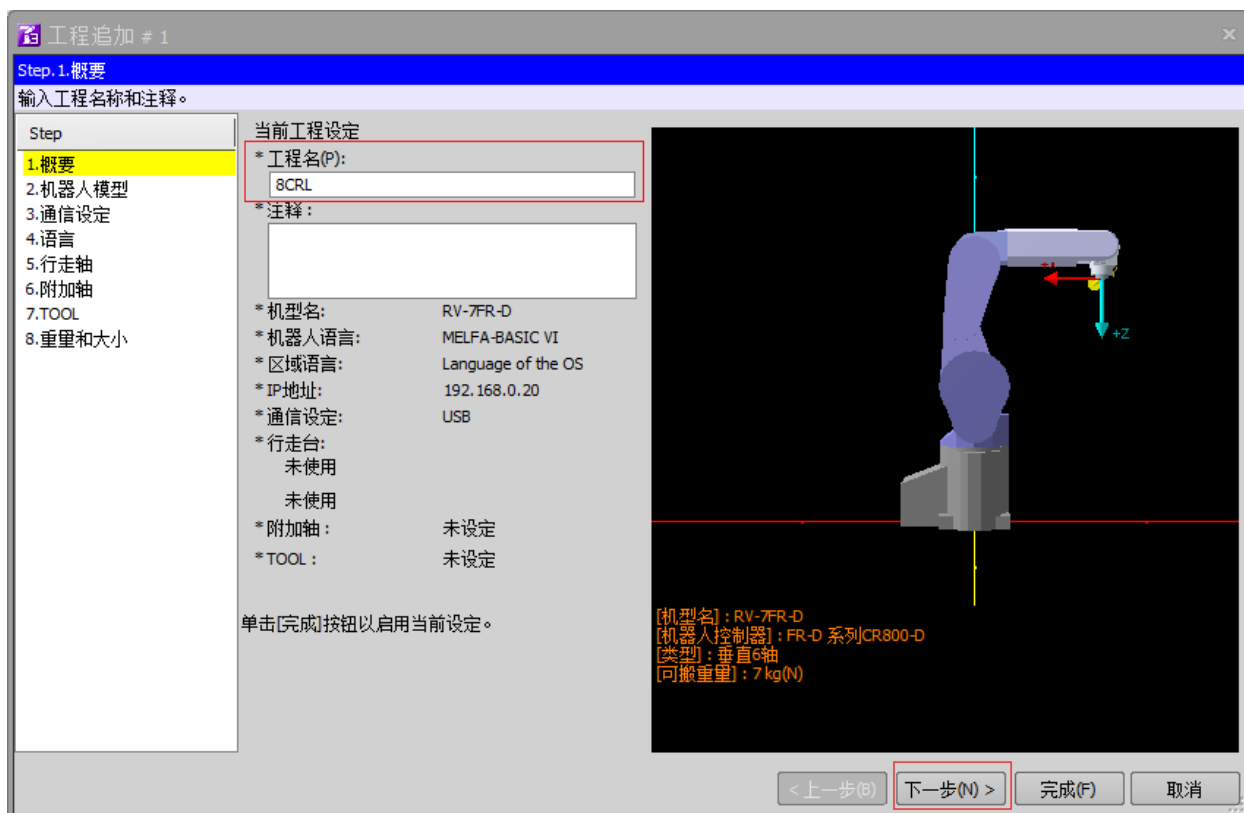 工程追加 # 1
Step.1.概要
输入工程名称和注释。
Step
1.概要
2.机器人模型
3.通信设定
4.语言
5.行走轴
6.附加轴
7.TOOL
8.重量和大小
当前工程设定
* 工程名(P):
8CRL
* 注释：
* 机型名: RV-7FR-D
* 机器人语言: MELFA-BASIC VI
* 区域语言: Language of the OS
* IP地址: 192.168.0.20
* 通信设定: USB
* 行走台:
未使用
未使用
* 附加轴： 未设定
* TOOL： 未设定
单击[完成]按钮以启用当前设定。
+Z
[机型名]：RV-7FR-D
[机器人控制器]：FR-D 系列CR800-D
[类型]：垂直6轴
[可搬重量]：7 kg(N)
< 上一步(B) 下一步(N) > 完成(F) 取消